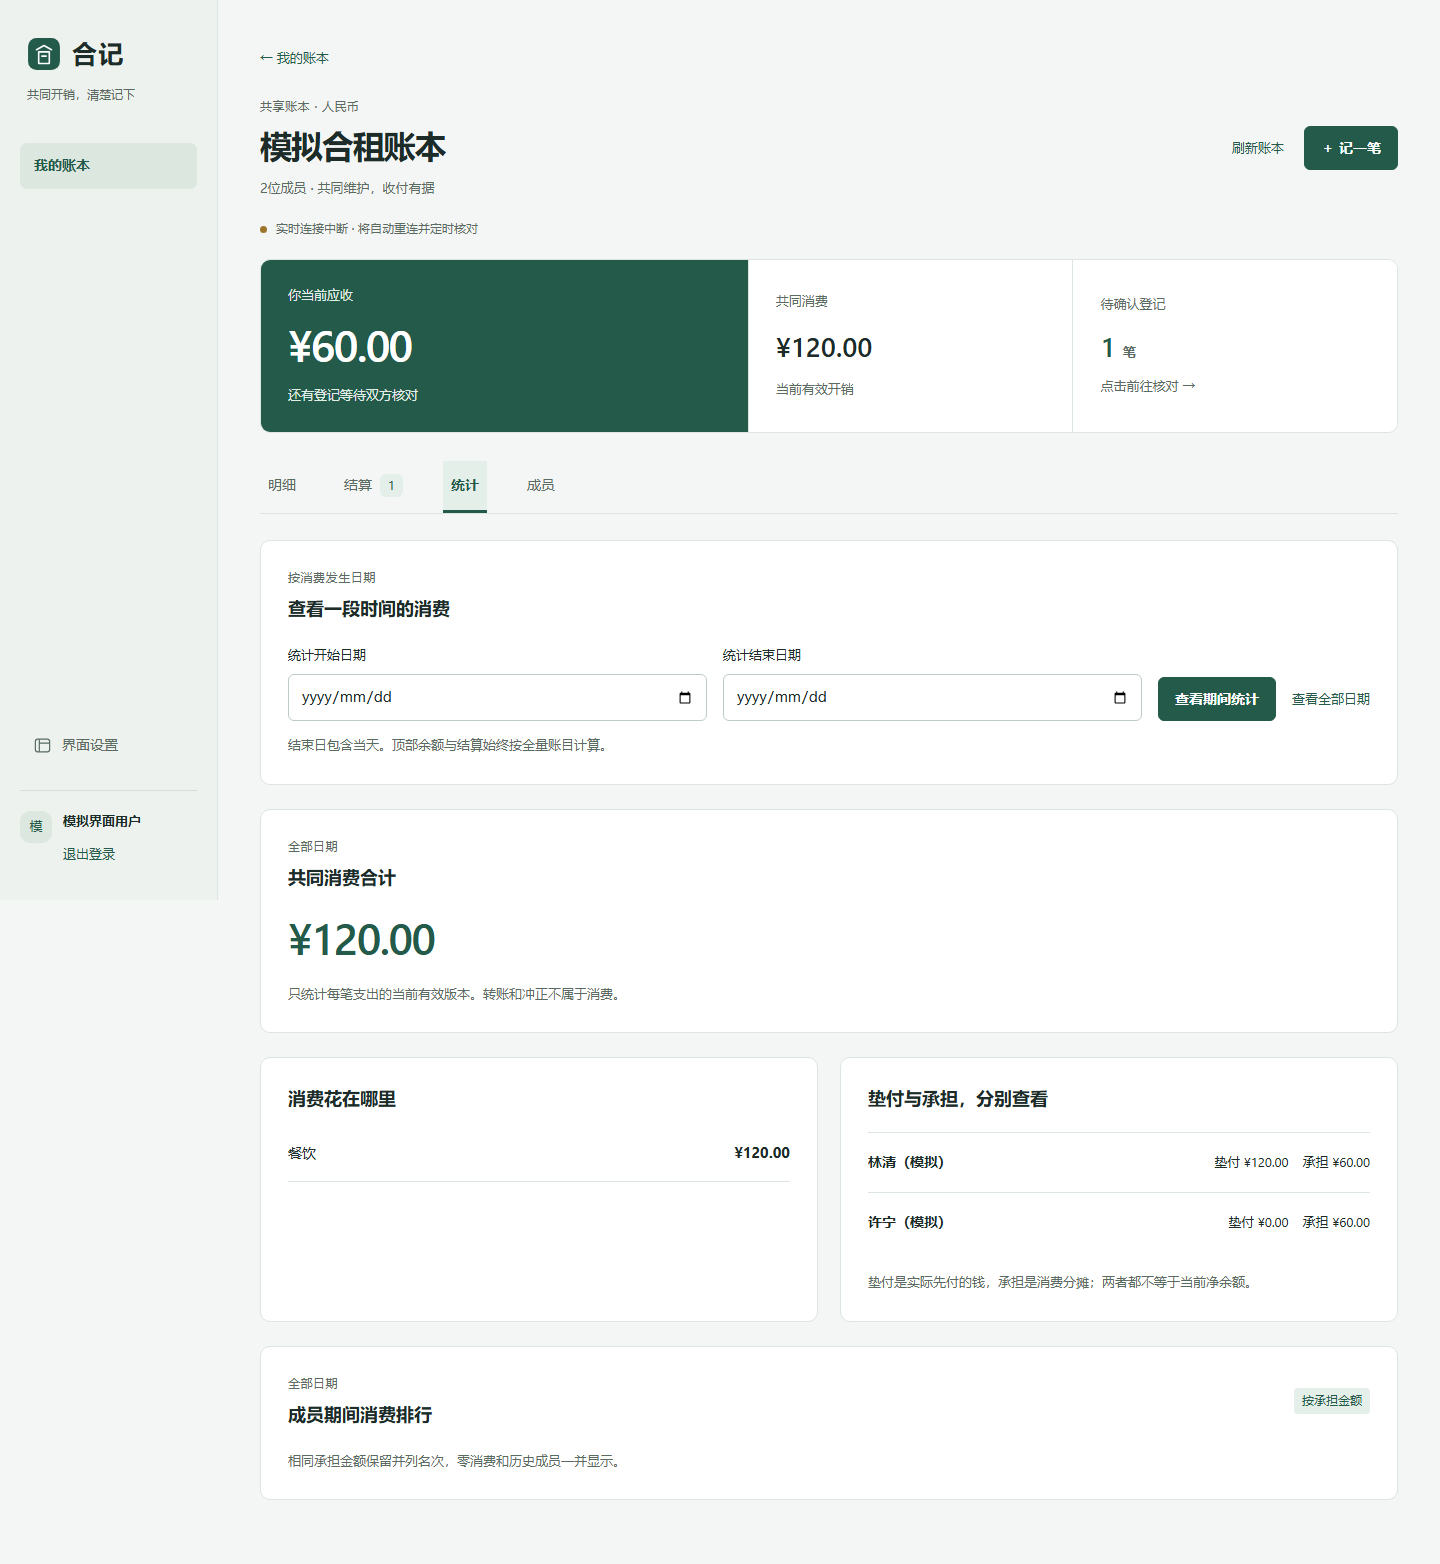 合记
共同开销，清楚记下
我的账本
界面设置
模
模拟界面用户
退出登录
← 我的账本
共享账本 · 人民币
模拟合租账本
2位成员 · 共同维护，收付有据
刷新账本
+ 记一笔
实时连接中断 · 将自动重连并定时核对
你当前应收
¥60.00
还有登记等待双方核对
共同消费
¥120.00
当前有效开销
待确认登记
1 笔
点击前往核对 →
明细
结算 1
统计
成员
按消费发生日期
查看一段时间的消费
统计开始日期
yyyy/mm/dd
统计结束日期
yyyy/mm/dd
查看期间统计
查看全部日期
结束日包含当天。顶部余额与结算始终按全量账目计算。
全部日期
共同消费合计
¥120.00
只统计每笔支出的当前有效版本。转账和冲正不属于消费。
消费花在哪里
餐饮 ¥120.00
垫付与承担，分别查看
林清（模拟） 垫付 ¥120.00 承担 ¥60.00
许宁（模拟） 垫付 ¥0.00 承担 ¥60.00
垫付是实际先付的钱，承担是消费分摊；两者都不等于当前净余额。
全部日期
成员期间消费排行
按承担金额
相同承担金额保留并列名次，零消费和历史成员一并显示。